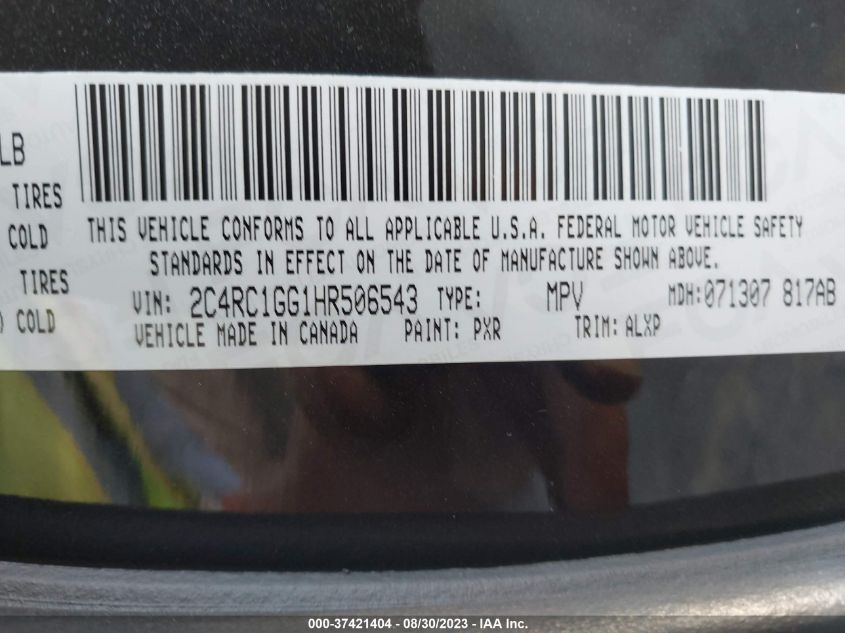 LB
TIRES
COLD
TIRES
) COLD
THIS VEHICLE CONFORMS TO ALL APPLICABLE U.S.A. FEDERAL MOTOR VEHICLE SAFETY
STANDARDS IN EFFECT ON THE DATE OF MANUFACTURE SHOWN ABOVE.
VIN: 2C4RC1GG1HR506543 TYPE: MPV MDH:071307 817AB
VEHICLE MADE IN CANADA PAINT: PXR TRIM: ALXP
000-37421404 - 08/30/2023 - IAA Inc.